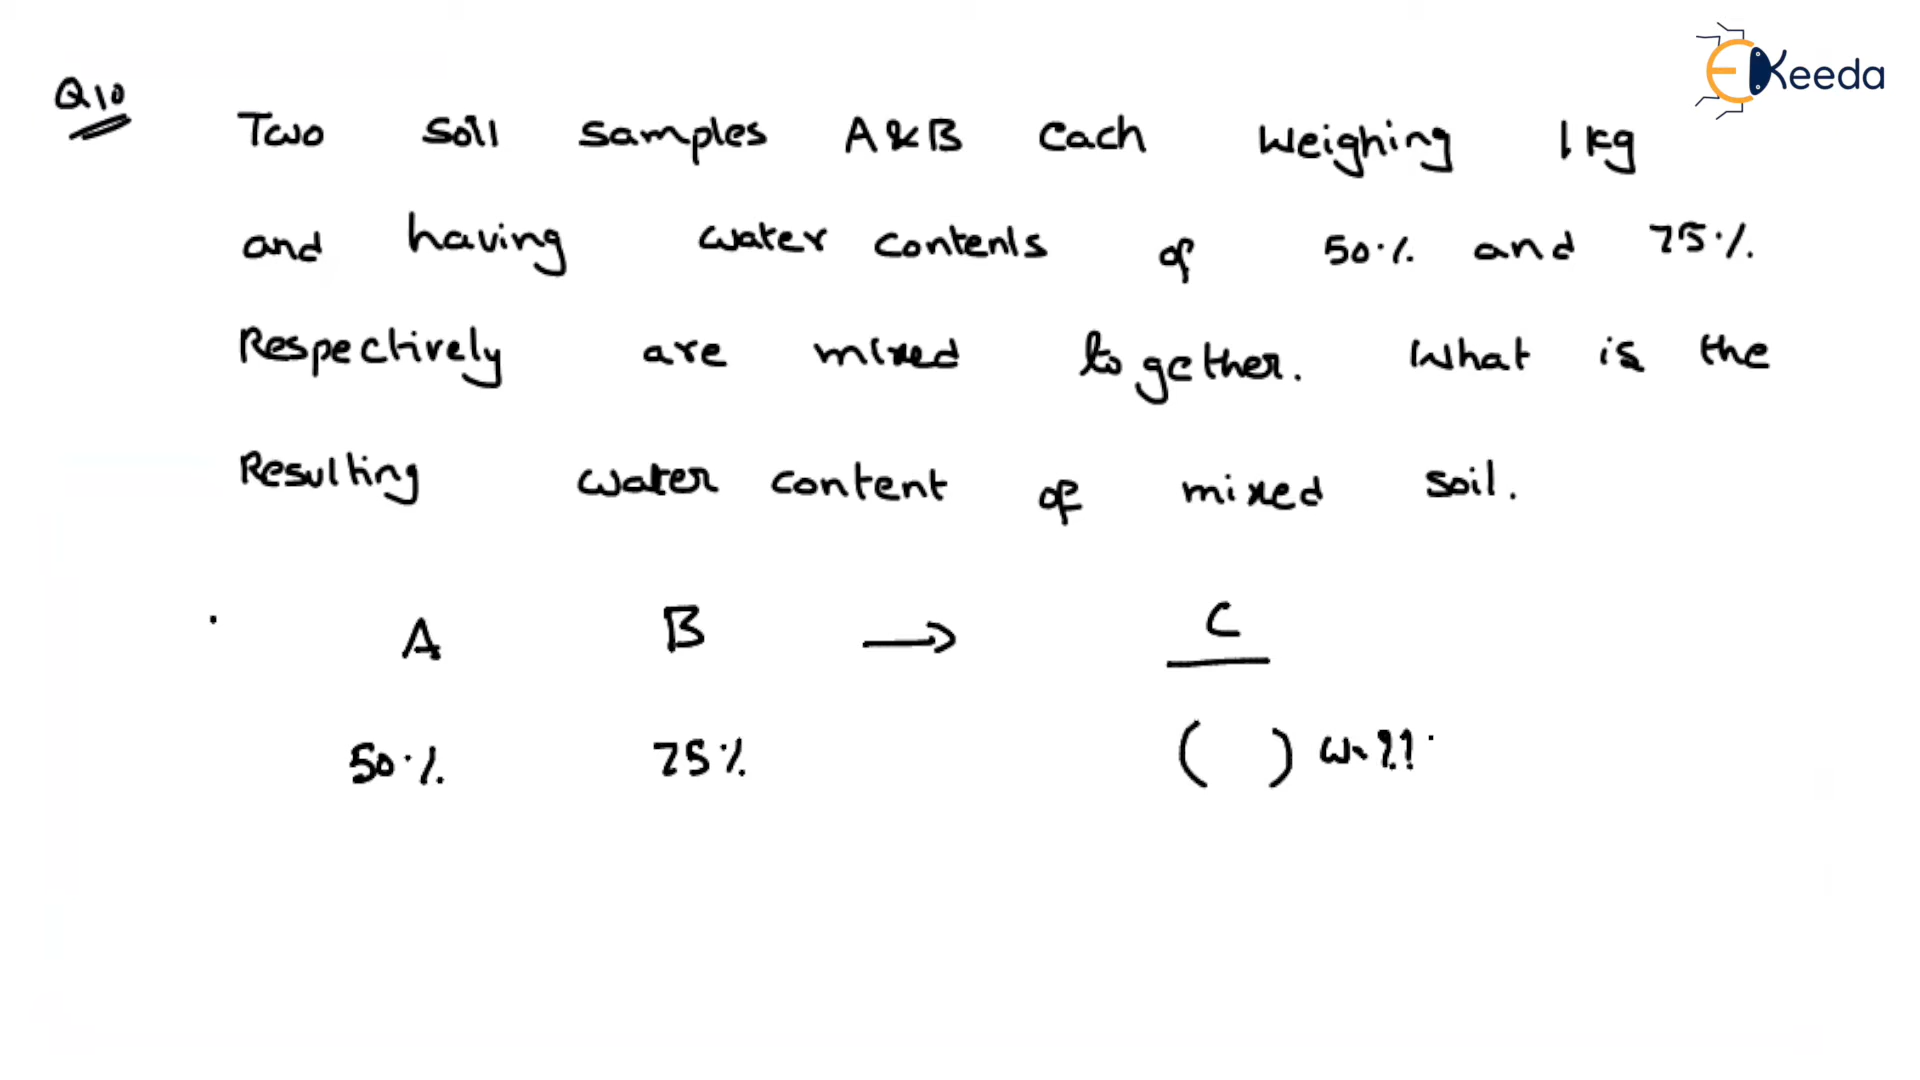 EKeeda
Q10
Two soil samples A&B each weighing 1kg
and having water contents of 50% and 75%
Respectively are mixed together. What is the
Resulting water content of mixed soil.
A B → C
50% 75% ( ) w=??